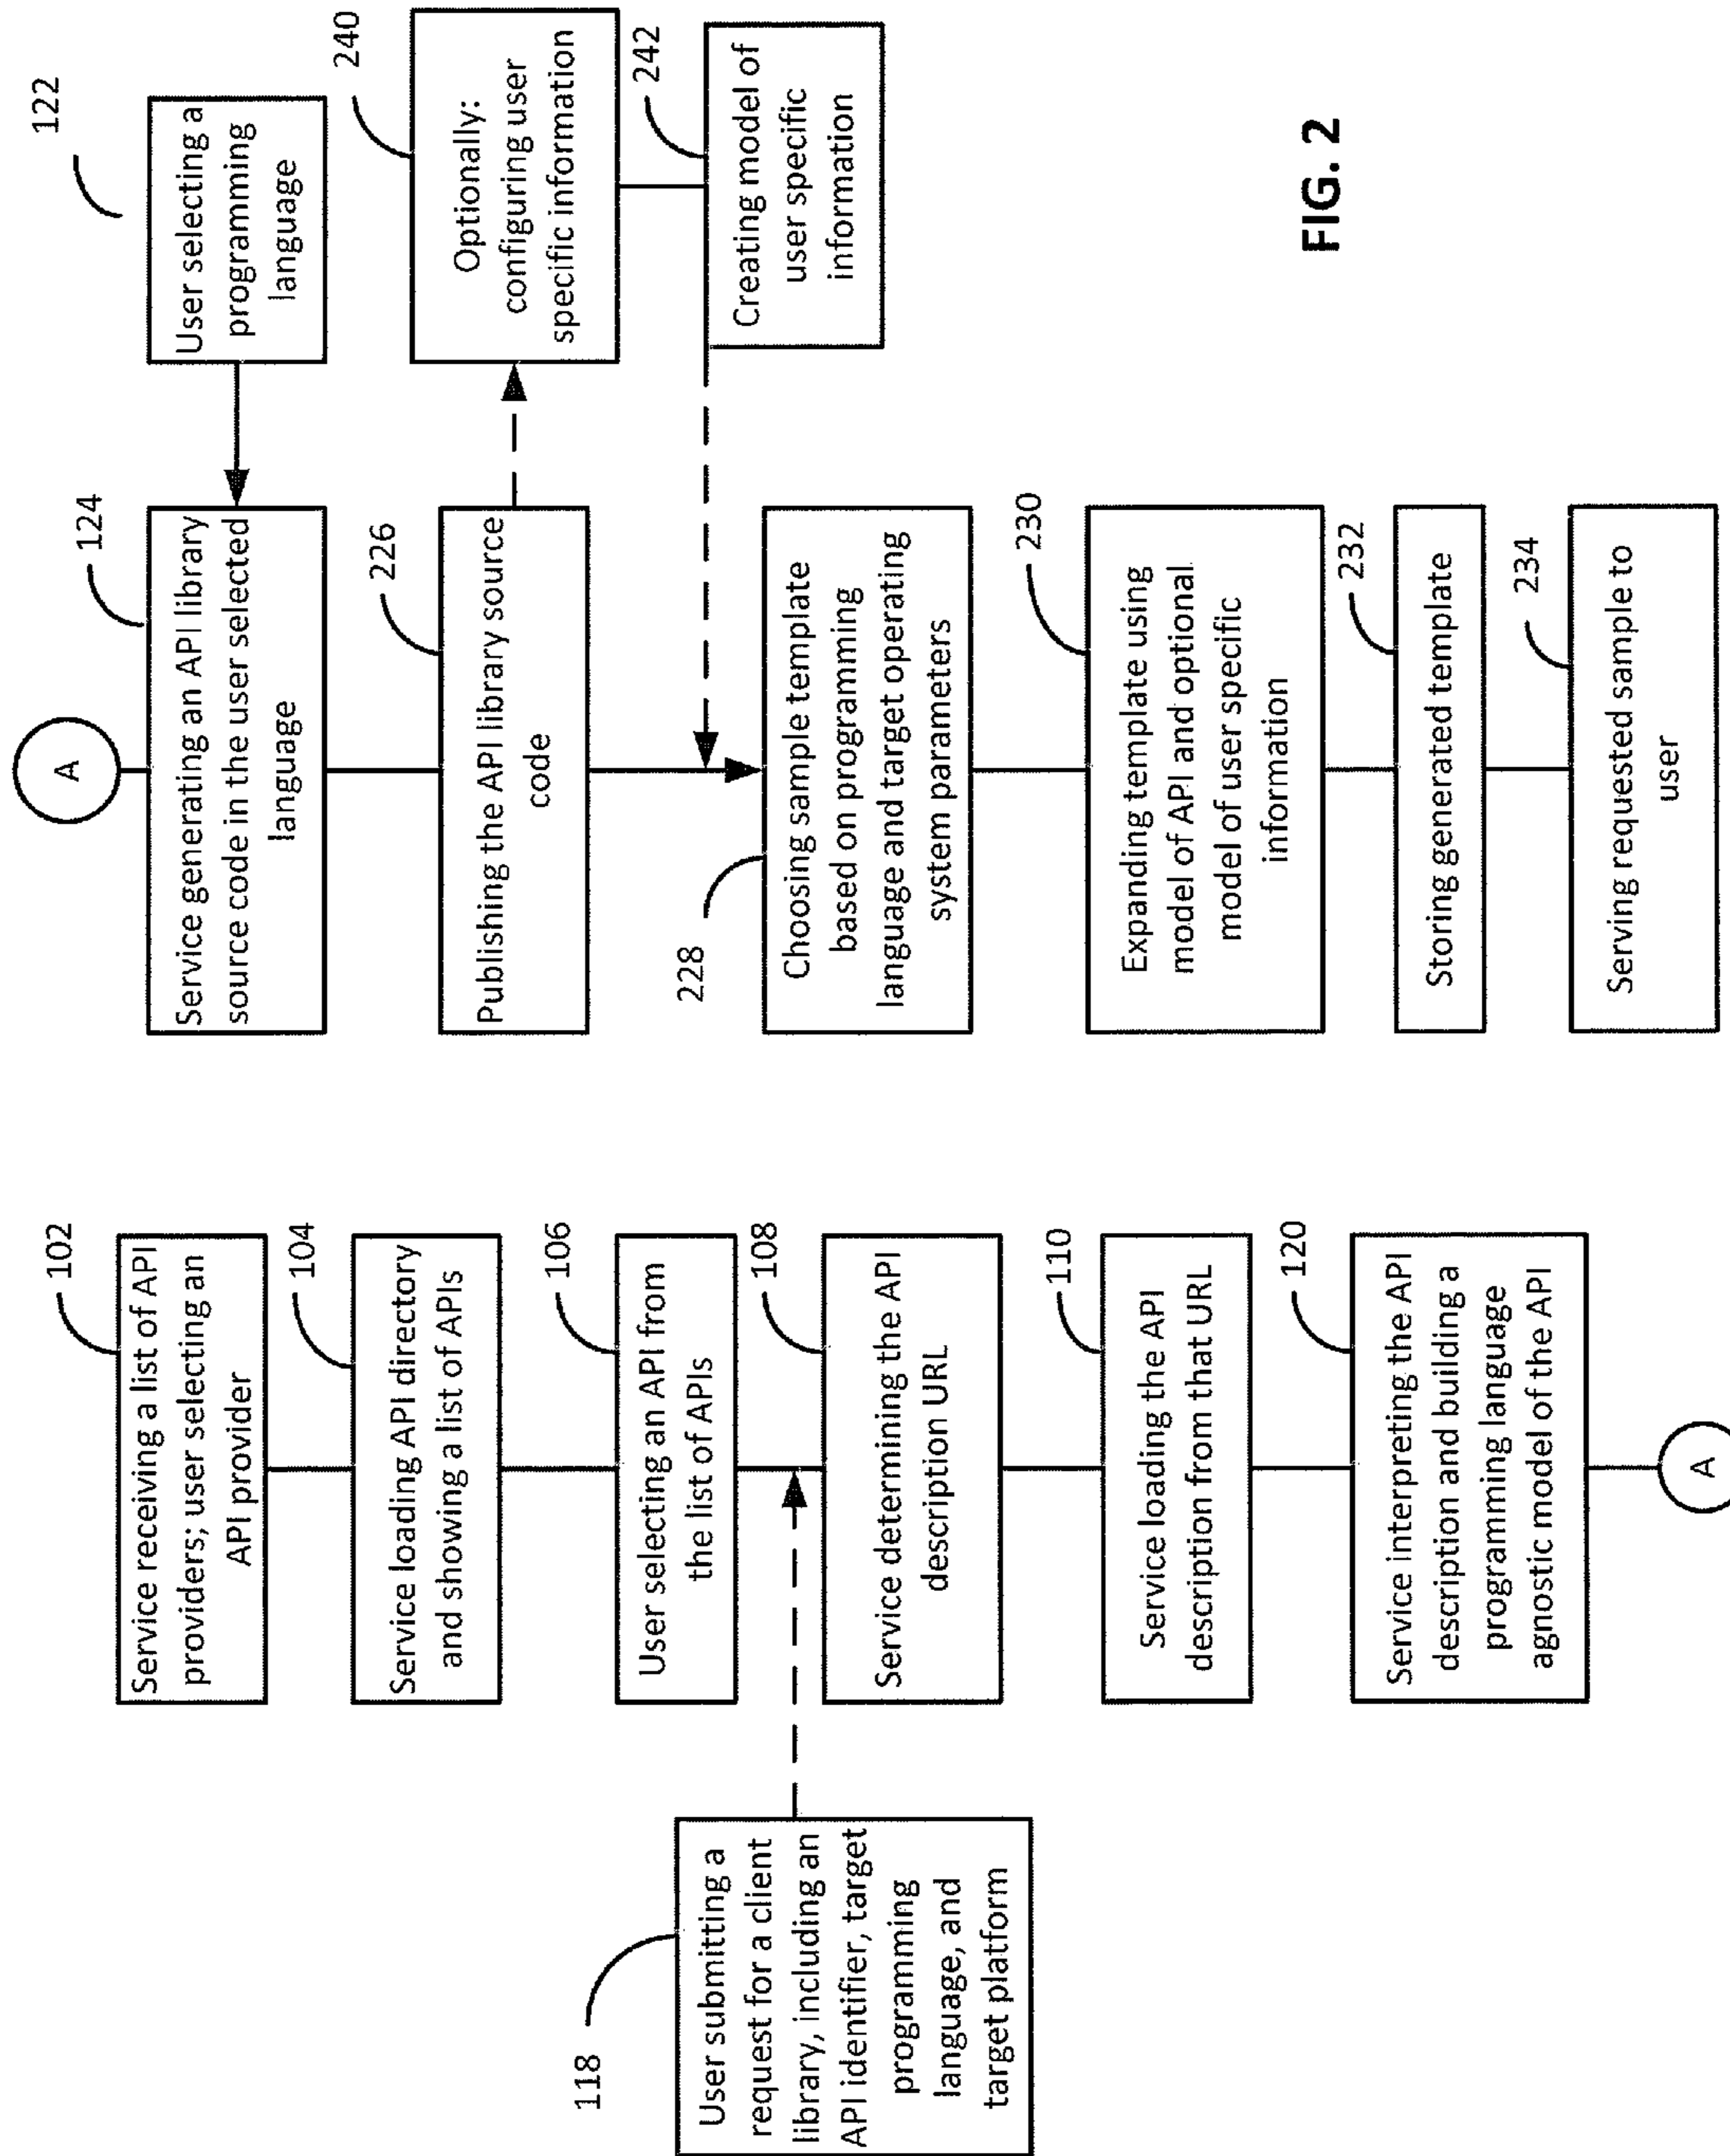 102
Service receiving a list of API
providers; user selecting an
API provider
104
Service loading API directory
and showing a list of APIs
106
User selecting an API from
the list of APIs
118
User submitting a
request for a client
library, including an
API identifier, target
programming
language, and
target platform
108
Service determining the API
description URL
110
Service loading the API
description from that URL
120
Service interpreting the API
description and building a
programming language
agnostic model of the API
A
A
122
User selecting a
programming
language
124
Service generating an API library
source code in the user selected
language
226
Publishing the API library source
code
240
Optionally:
configuring user
specific information
242
Creating model of
user specific
information
228
Choosing sample template
based on programming
language and target operating
system parameters
230
Expanding template using
model of API and optional
model of user specific
information
232
Storing generated template
234
Serving requested sample to
user
FIG. 2